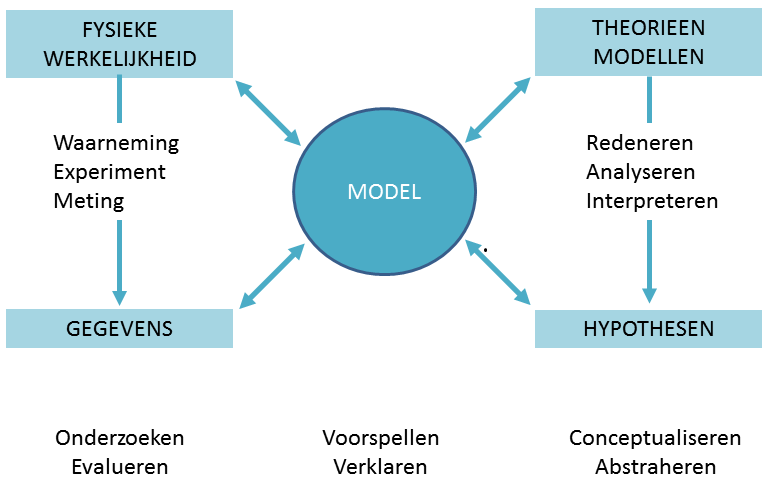 FYSIEKE
WERKELIJKHEID
THEORIEEN
MODELLEN
Waarneming
Experiment
Meting
MODEL
Redeneren
Analyseren
Interpreteren
GEGEVENS
HYPOTHESEN
Onderzoeken
Evalueren
Voorspellen
Verklaren
Conceptualiseren
Abstraheren